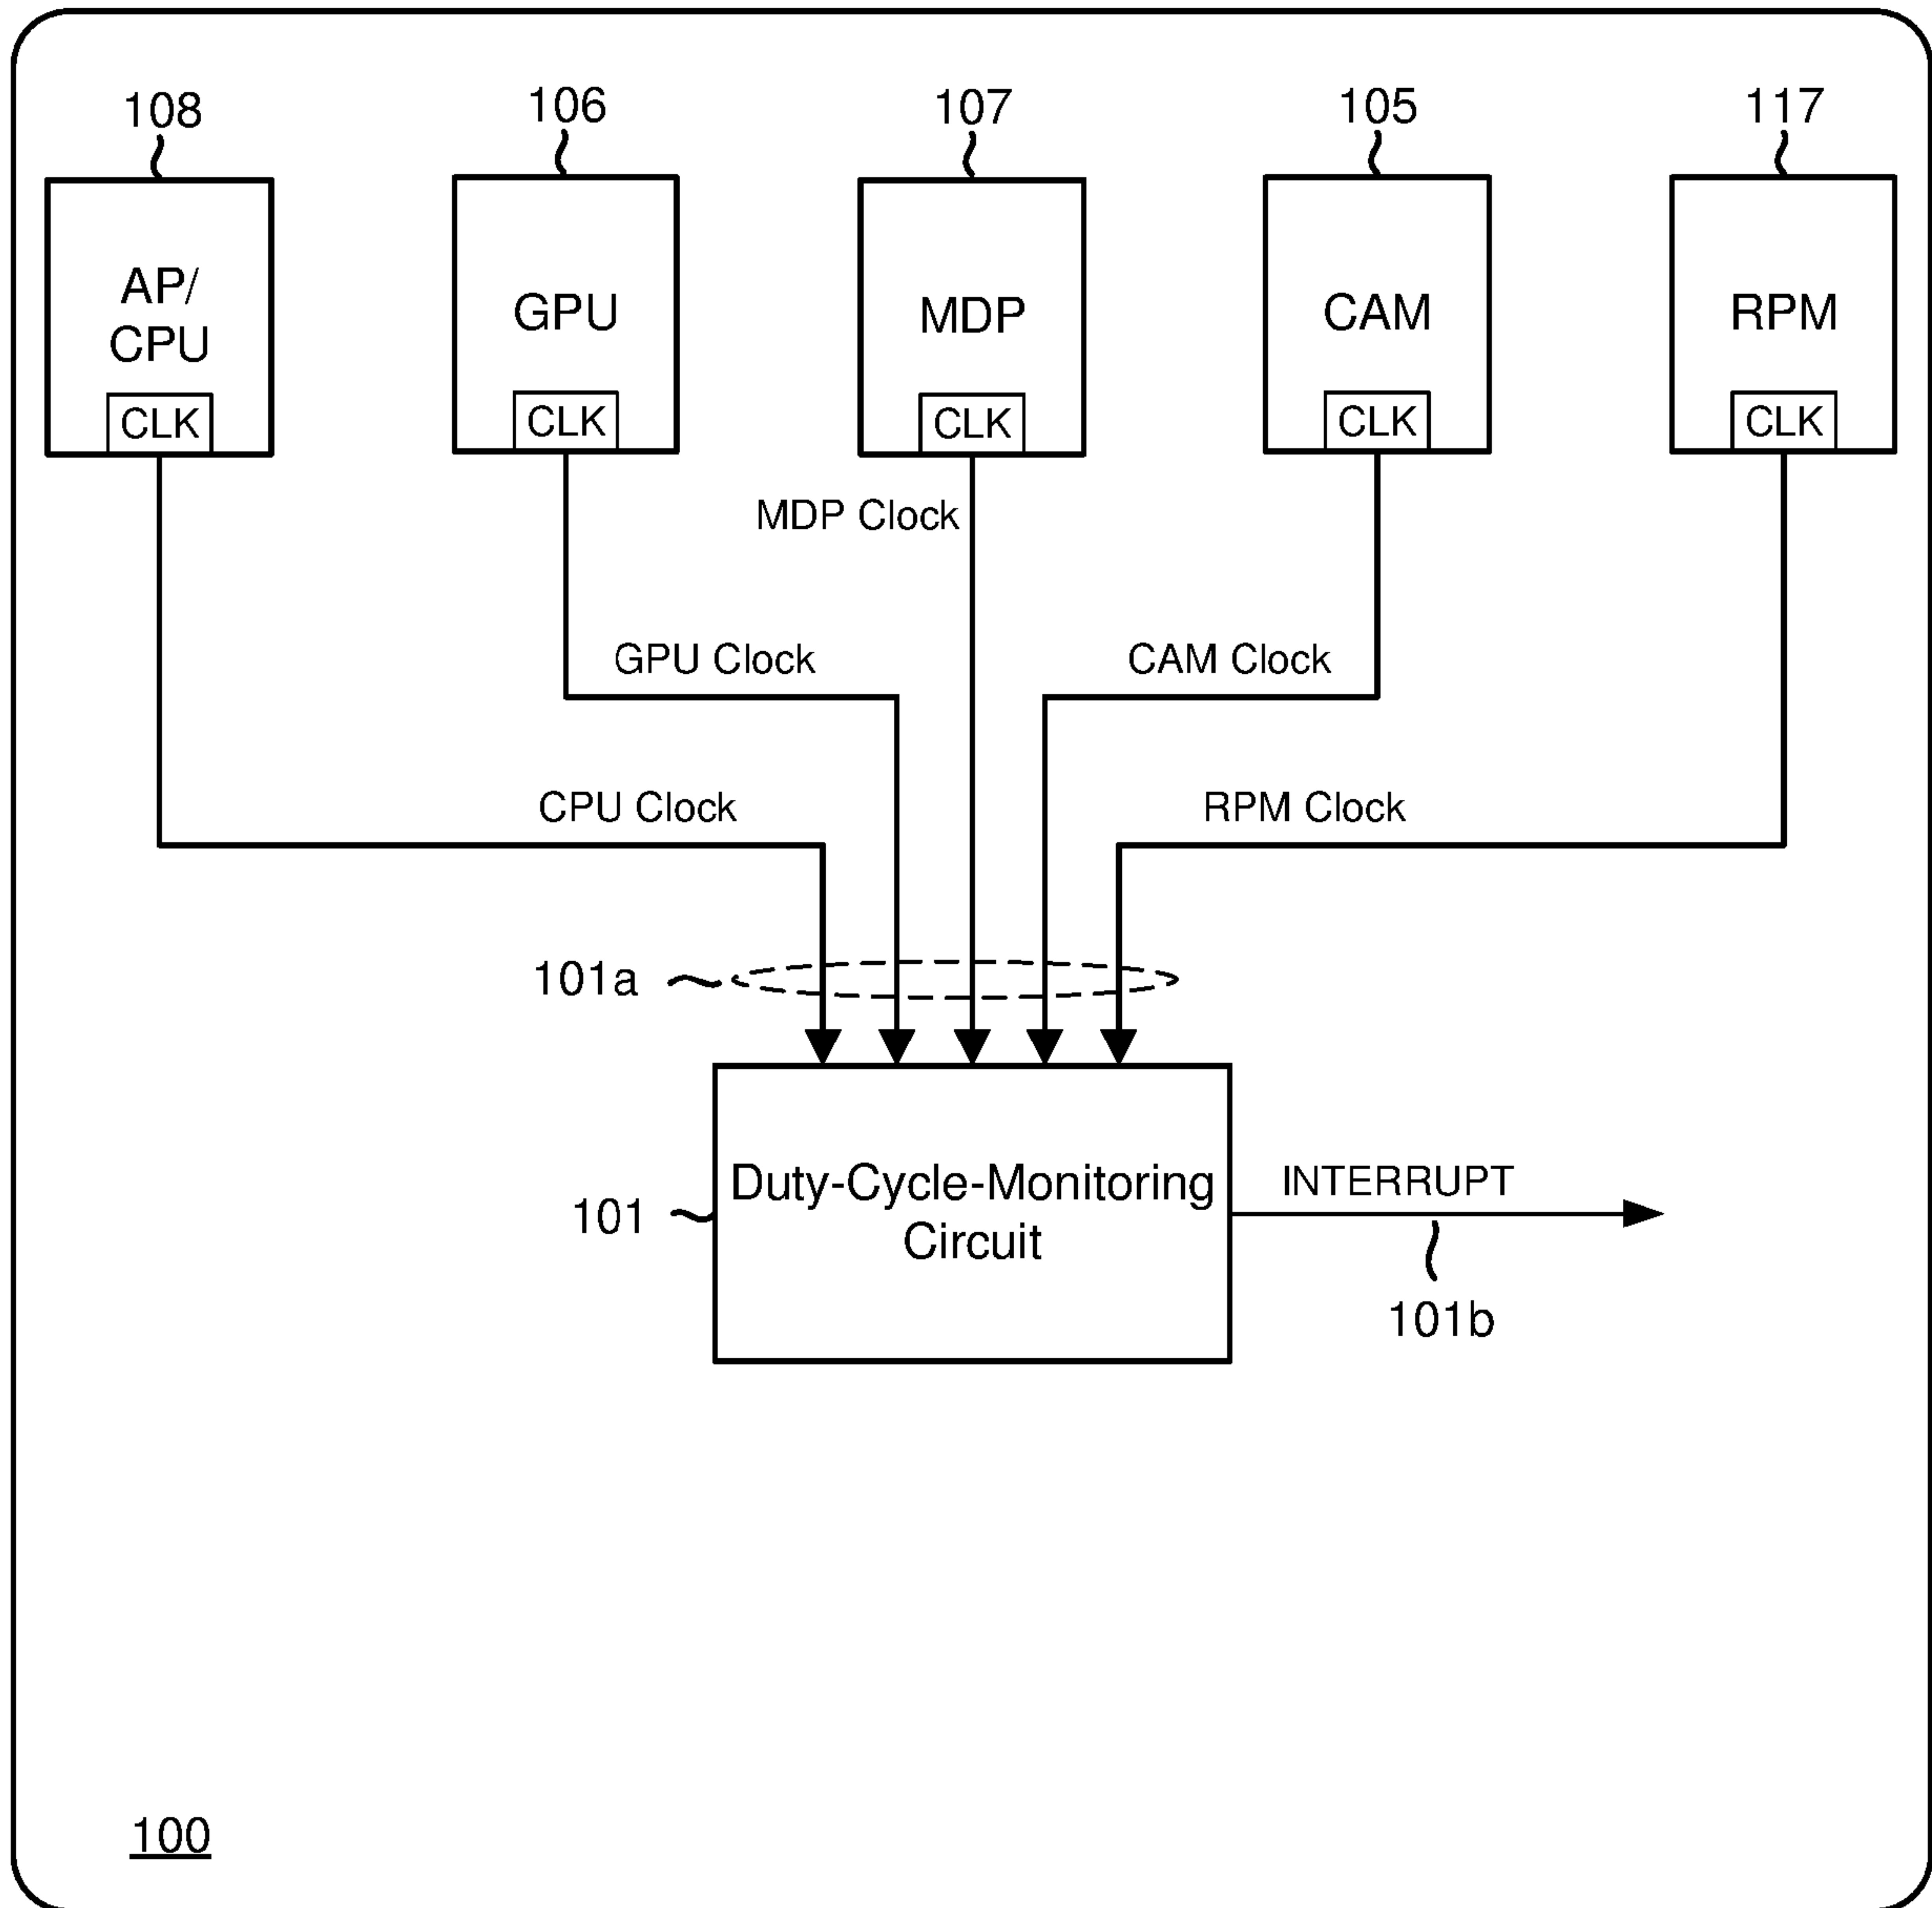 108
106
107
105
117
AP/
CPU
GPU
MDP
CAM
RPM
CLK
CLK
CLK
CLK
CLK
MDP Clock
GPU Clock
CAM Clock
CPU Clock
RPM Clock
101a
Duty-Cycle-Monitoring
Circuit
101
INTERRUPT
101b
100